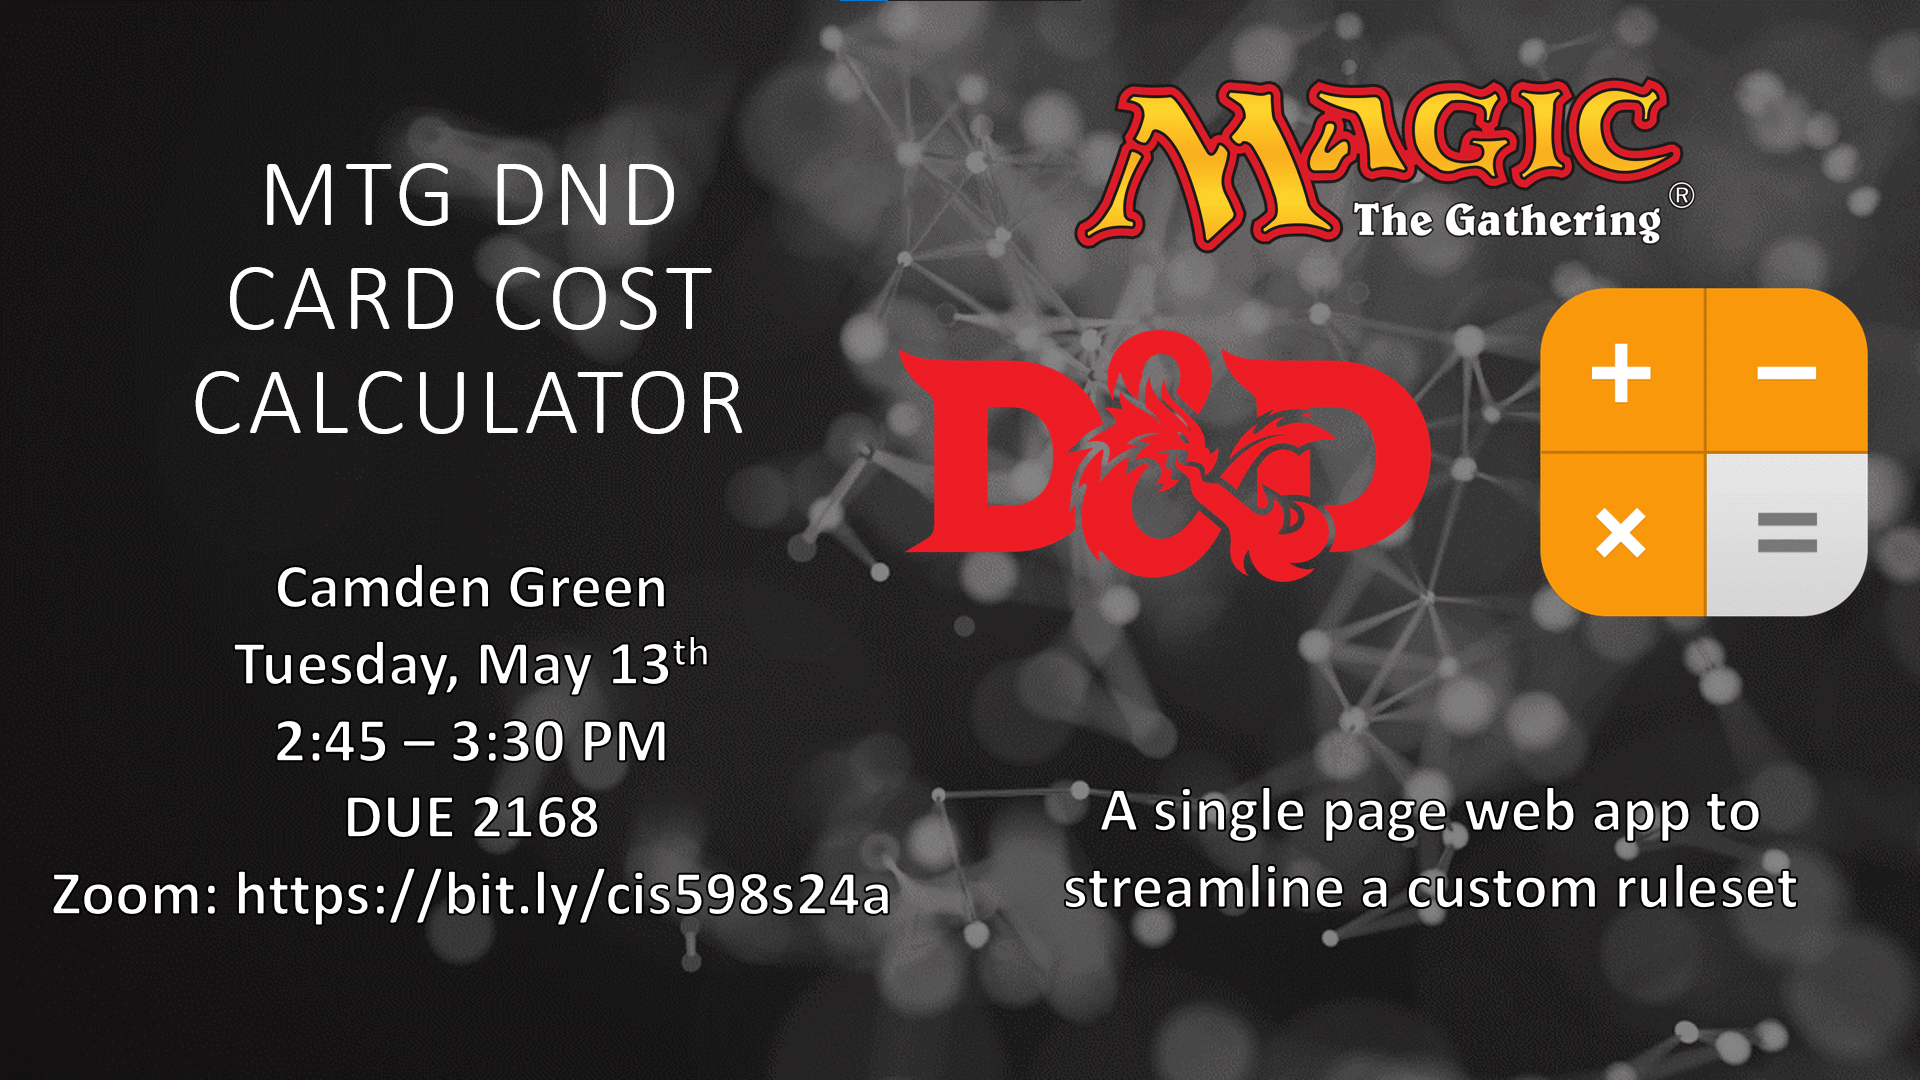 MTG DND
CARD COST
CALCULATOR
Camden Green
Tuesday, May 13th
2:45 – 3:30 PM
DUE 2168
Zoom: https://bit.ly/cis598s24a
MAGIC
The Gathering®
D&D
+ −
× =
A single page web app to
streamline a custom ruleset